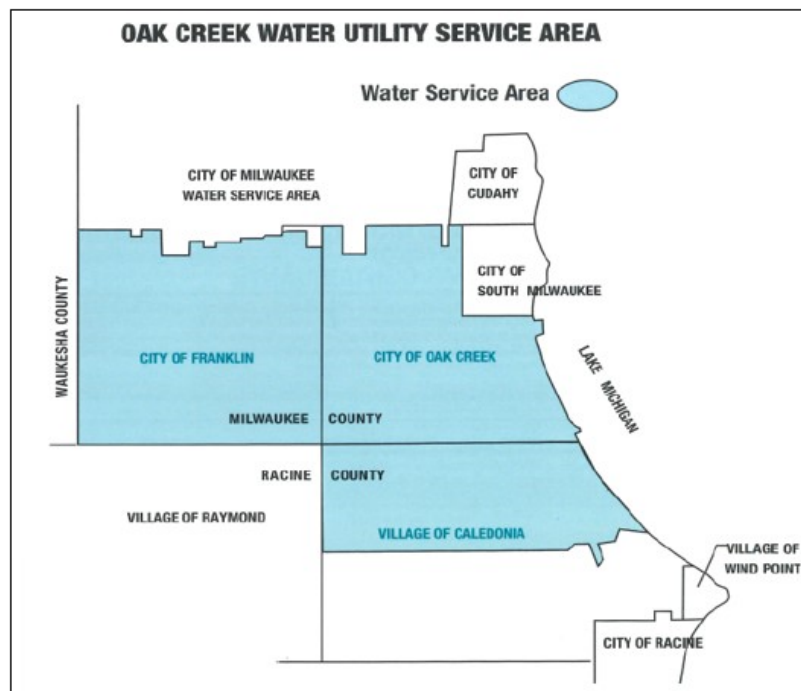 OAK CREEK WATER UTILITY SERVICE AREA
Water Service Area
CITY OF MILWAUKEE
WATER SERVICE AREA
CITY OF
CUDAHY
CITY OF
SOUTH MILWAUKEE
WAUKESHA COUNTY
CITY OF FRANKLIN
CITY OF OAK CREEK
LAKE MICHIGAN
MILWAUKEE COUNTY
RACINE COUNTY
VILLAGE OF RAYMOND
VILLAGE OF CALEDONIA
VILLAGE OF
WIND POINT
CITY OF RACINE